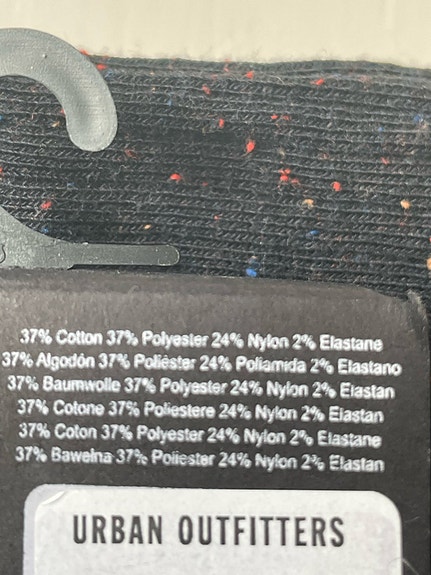 37% Cotton 37% Polyester 24% Nylon 2% Elastane
37% Algodón 37% Poliéster 24% Poliamida 2% Elastano
37% Baumwolle 37% Polyester 24% Nylon 2% Elastan
37% Cotone 37% Poliestere 24% Nylon 2% Elastan
37% Coton 37% Polyester 24% Nylon 2% Elastane
37% Bawełna 37% Poliester 24% Nylon 2% Elastan
URBAN OUTFITTERS